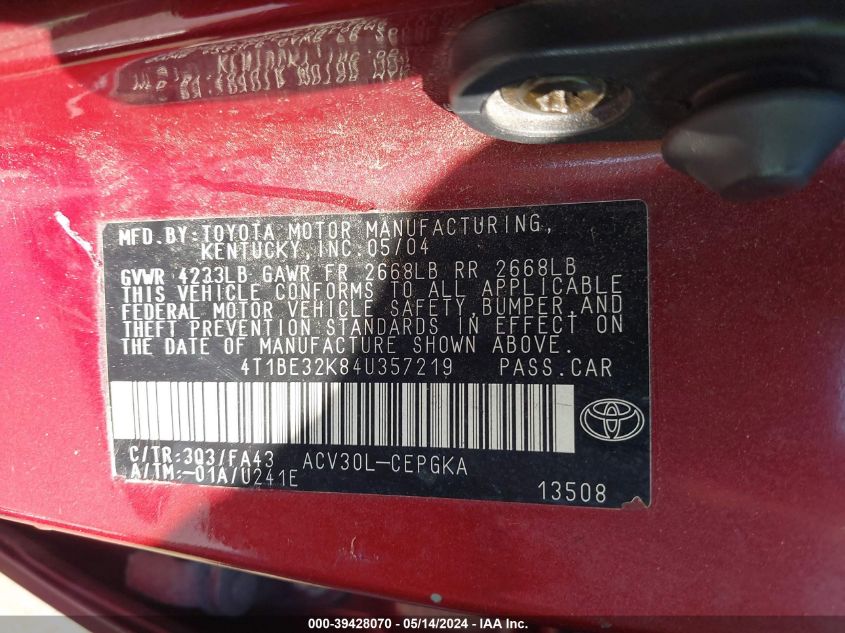 MFD.BY:TOYOTA MOTOR MANUFACTURING,
KENTUCKY,INC.05/04
GVWR 4233LB GAWR FR 2668LB RR 2668LB
THIS VEHICLE CONFORMS TO ALL APPLICABLE
FEDERAL MOTOR VEHICLE SAFETY,BUMPER,AND
THEFT PREVENTION STANDARDS IN EFFECT ON
THE DATE OF MANUFACTURE SHOWN ABOVE.
4T1BE32K84U357219 PASS.CAR
C/TR:3Q3/FA43 ACV30L-CEPGKA
A/TM:-01A/U241E
13508
000-39428070 - 05/14/2024 - IAA Inc.